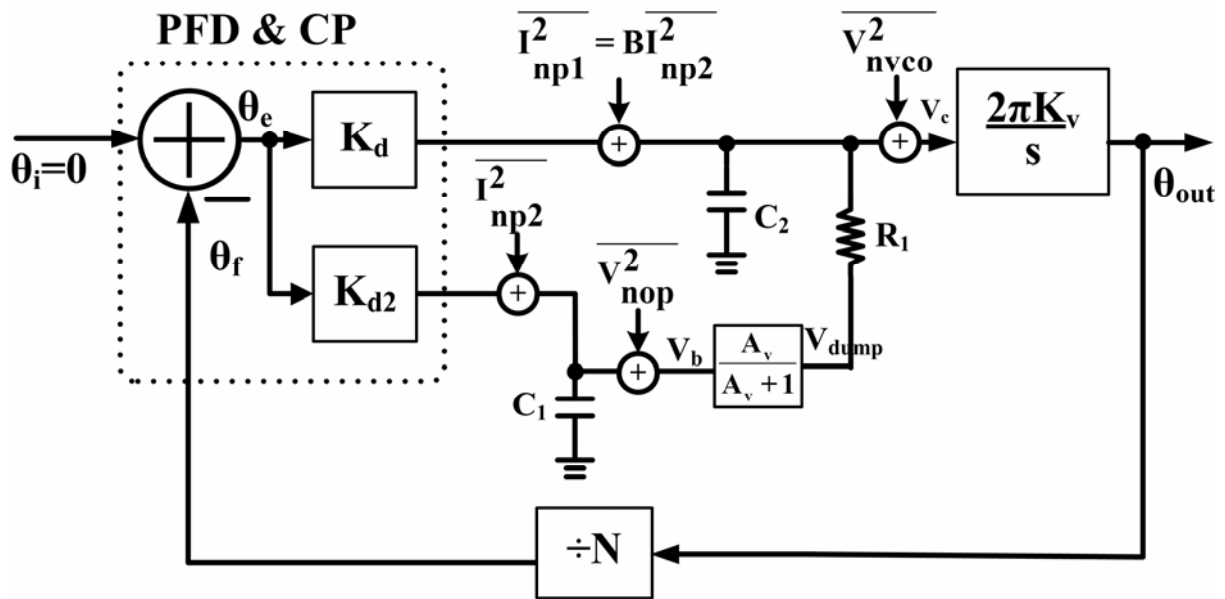 PFD & CP
I²np1 = BI²np2
V²nvco
θe
Kd
Vc
2πKv
s
θi=0
θout
I²np2
C2
R1
θf
V²nop
Kd2
Vb
Av
Av +1
Vdump
C1
÷N